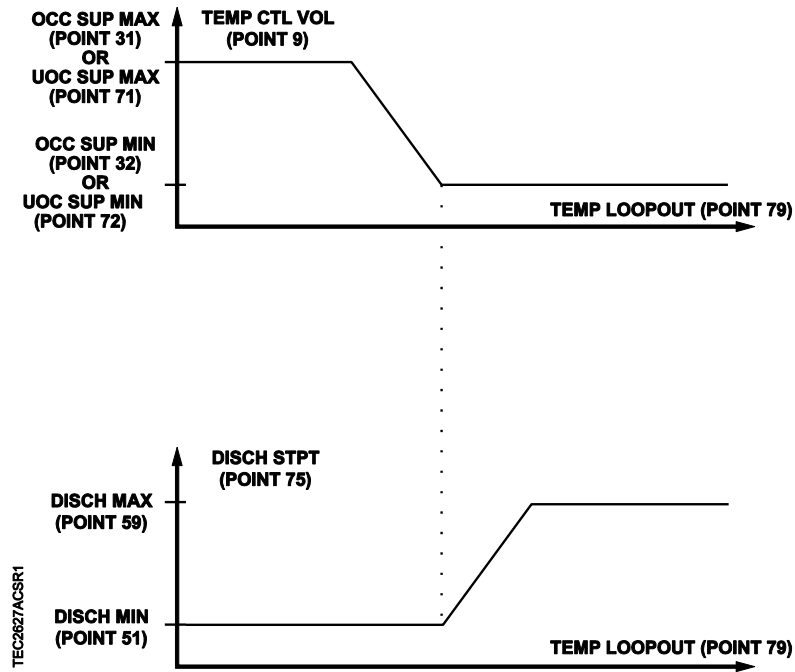 OCC SUP MAX
(POINT 31)
OR
UOC SUP MAX
(POINT 71)
TEMP CTL VOL
(POINT 9)
OCC SUP MIN
(POINT 32)
OR
UOC SUP MIN
(POINT 72)
TEMP LOOPOUT (POINT 79)
DISCH STPT
(POINT 75)
DISCH MAX
(POINT 59)
DISCH MIN
(POINT 51)
TEMP LOOPOUT (POINT 79)
TEC2627ACSR1